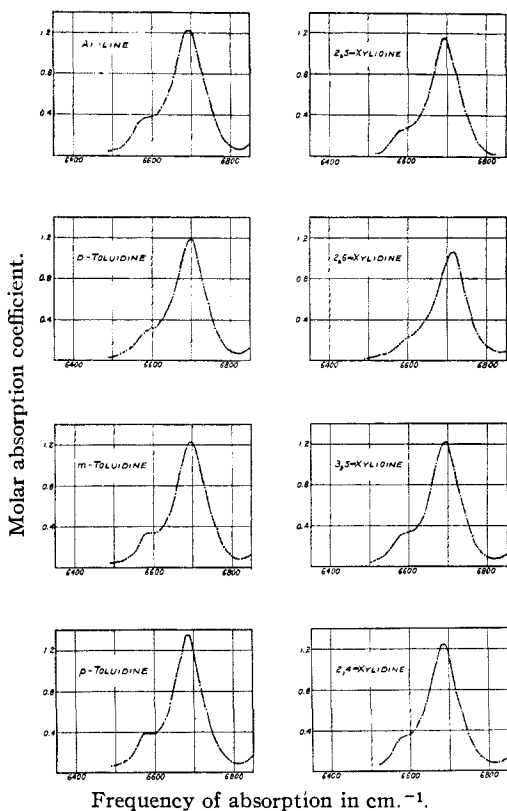 Molar absorption coefficient.
ANILINE
1.2
0.8
0.4
6400 6600 6800
2,5-XYLIDINE
1.2
0.8
0.4
6400 6600 6800
O-TOLUIDINE
1.2
0.8
0.4
6400 6600 6800
2,6-XYLIDINE
1.2
0.8
0.4
6400 6600 6800
m-TOLUIDINE
1.2
0.8
0.4
6400 6600 6800
3,5-XYLIDINE
1.2
0.8
0.4
6400 6600 6800
p-TOLUIDINE
1.2
0.8
0.4
6400 6600 6800
2,4-XYLIDINE
1.2
0.8
0.4
6400 6600 6800
Frequency of absorption in cm.⁻¹.